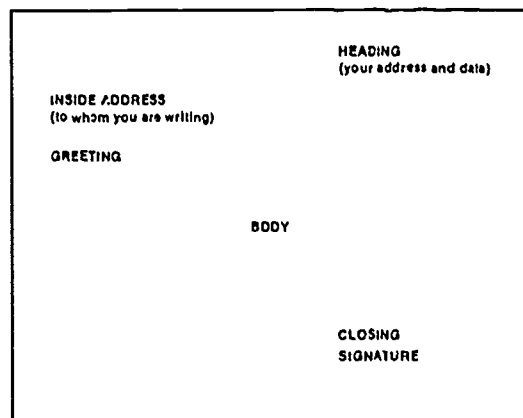 HEADING
(your address and data)
INSIDE ADDRESS
(to whom you are writing)
GREETING
BODY
CLOSING
SIGNATURE